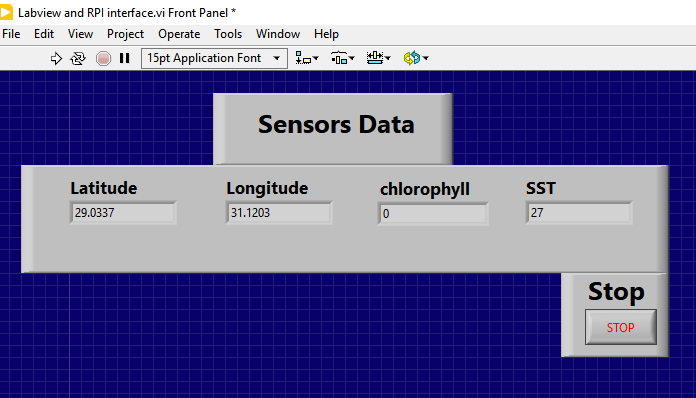 Labview and RPI interface.vi Front Panel *
File Edit View Project Operate Tools Window Help
15pt Application Font
Sensors Data
Latitude Longitude chlorophyll SST
29.0337 31.1203 0 27
Stop
STOP